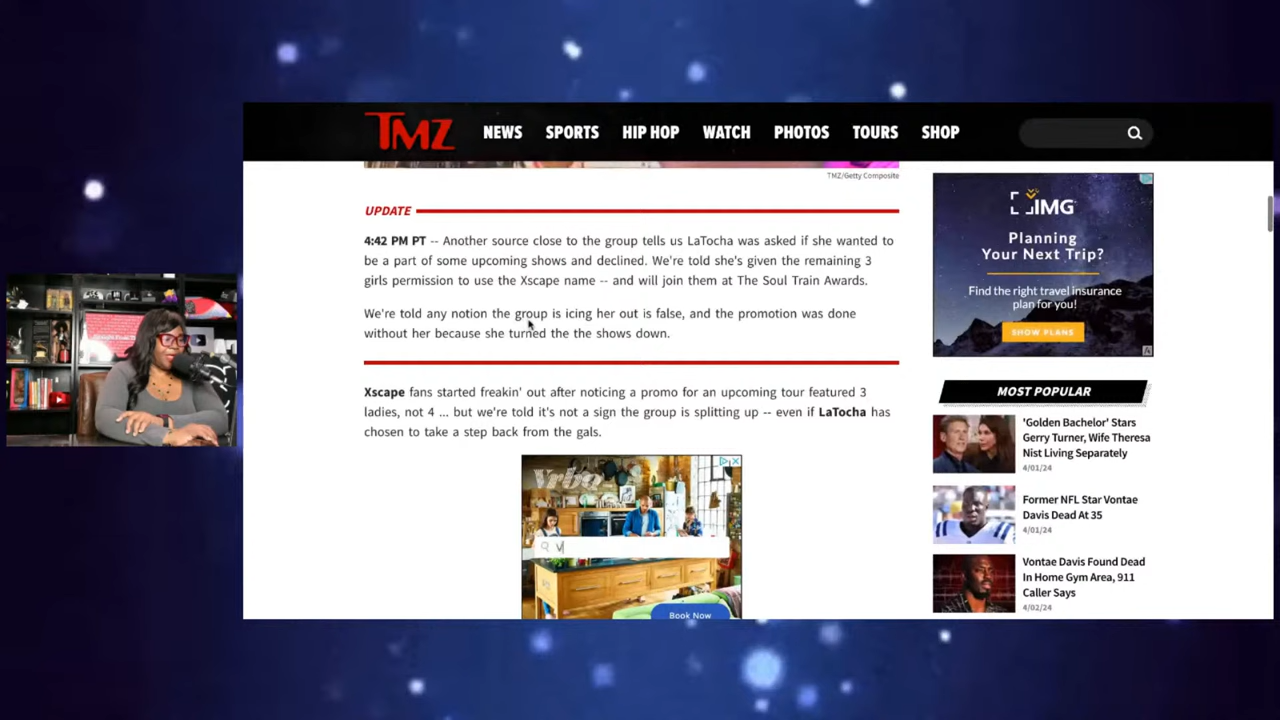 TMZ
NEWS SPORTS HIP HOP WATCH PHOTOS TOURS SHOP
TMZ/Getty Composite
UPDATE
4:42 PM PT -- Another source close to the group tells us LaTocha was asked if she wanted to
be a part of some upcoming shows and declined. We're told she's given the remaining 3
girls permission to use the Xscape name -- and will join them at The Soul Train Awards.
We're told any notion the group is icing her out is false, and the promotion was done
without her because she turned the the shows down.
Xscape fans started freakin' out after noticing a promo for an upcoming tour featured 3
ladies, not 4 ... but we're told it's not a sign the group is splitting up -- even if LaTocha has
chosen to take a step back from the gals.
Vrbo
V
Book Now
IMG
Planning
Your Next Trip?
Find the right travel insurance
plan for you!
SHOW PLANS
MOST POPULAR
'Golden Bachelor' Stars
Gerry Turner, Wife Theresa
Nist Living Separately
4/01/24
Former NFL Star Vontae
Davis Dead At 35
4/01/24
Vontae Davis Found Dead
In Home Gym Area, 911
Caller Says
4/02/24